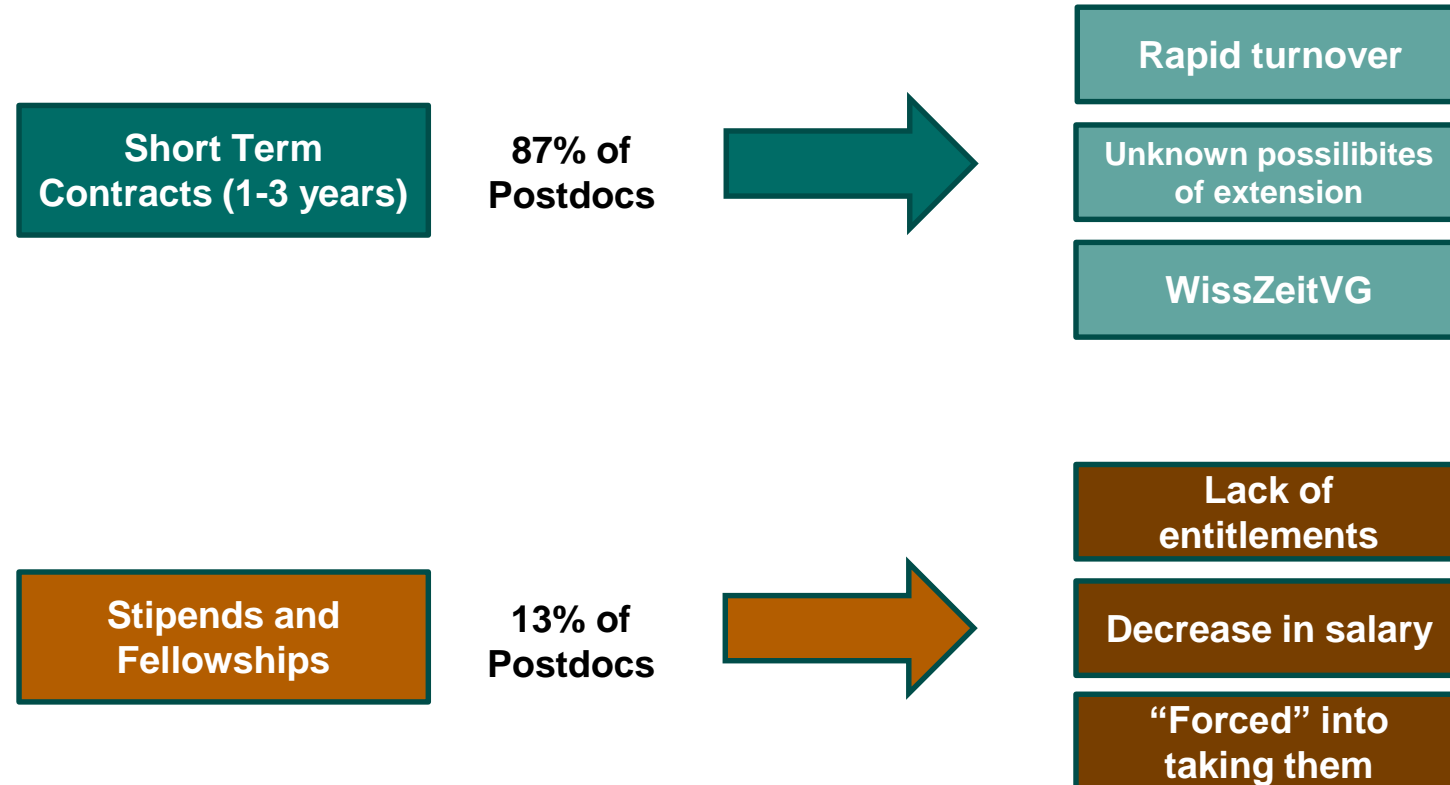 Short Term
Contracts (1-3 years)
87% of
Postdocs
Rapid turnover
Unknown possilibites
of extension
WissZeitVG
Stipends and
Fellowships
13% of
Postdocs
Lack of
entitlements
Decrease in salary
“Forced” into
taking them